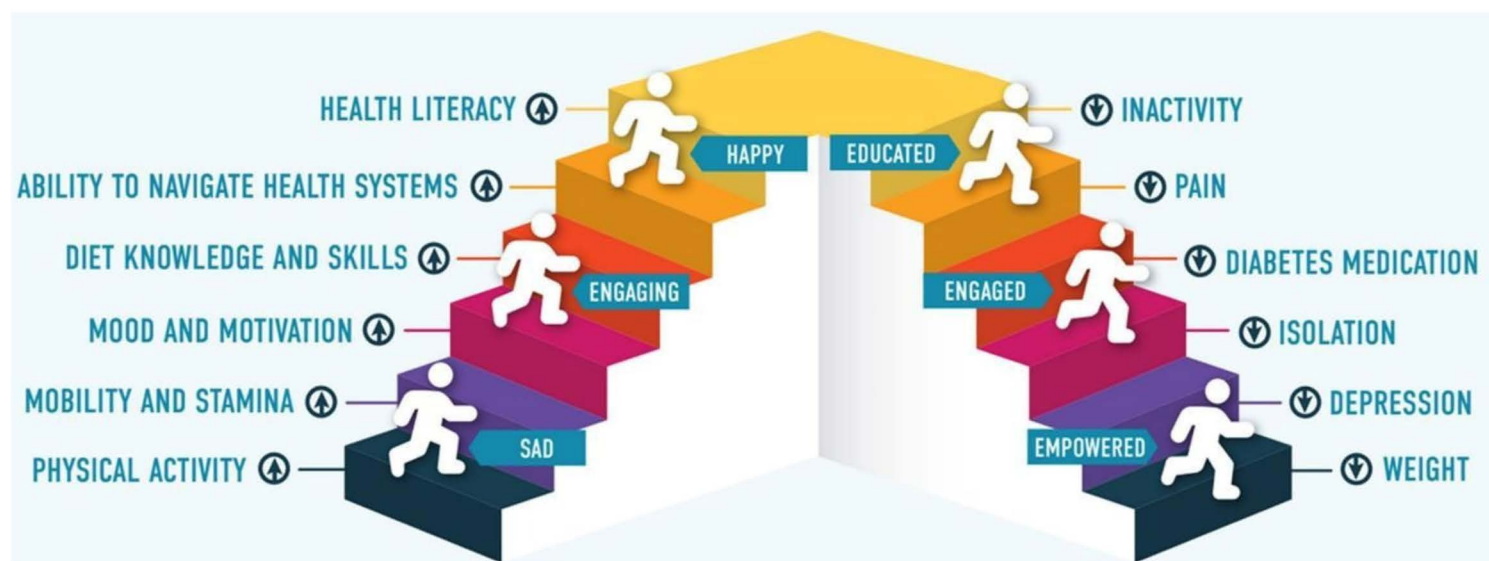 HEALTH LITERACY
ABILITY TO NAVIGATE HEALTH SYSTEMS
DIET KNOWLEDGE AND SKILLS
MOOD AND MOTIVATION
MOBILITY AND STAMINA
PHYSICAL ACTIVITY
HAPPY
ENGAGING
SAD
EDUCATED
ENGAGED
EMPOWERED
INACTIVITY
PAIN
DIABETES MEDICATION
ISOLATION
DEPRESSION
WEIGHT